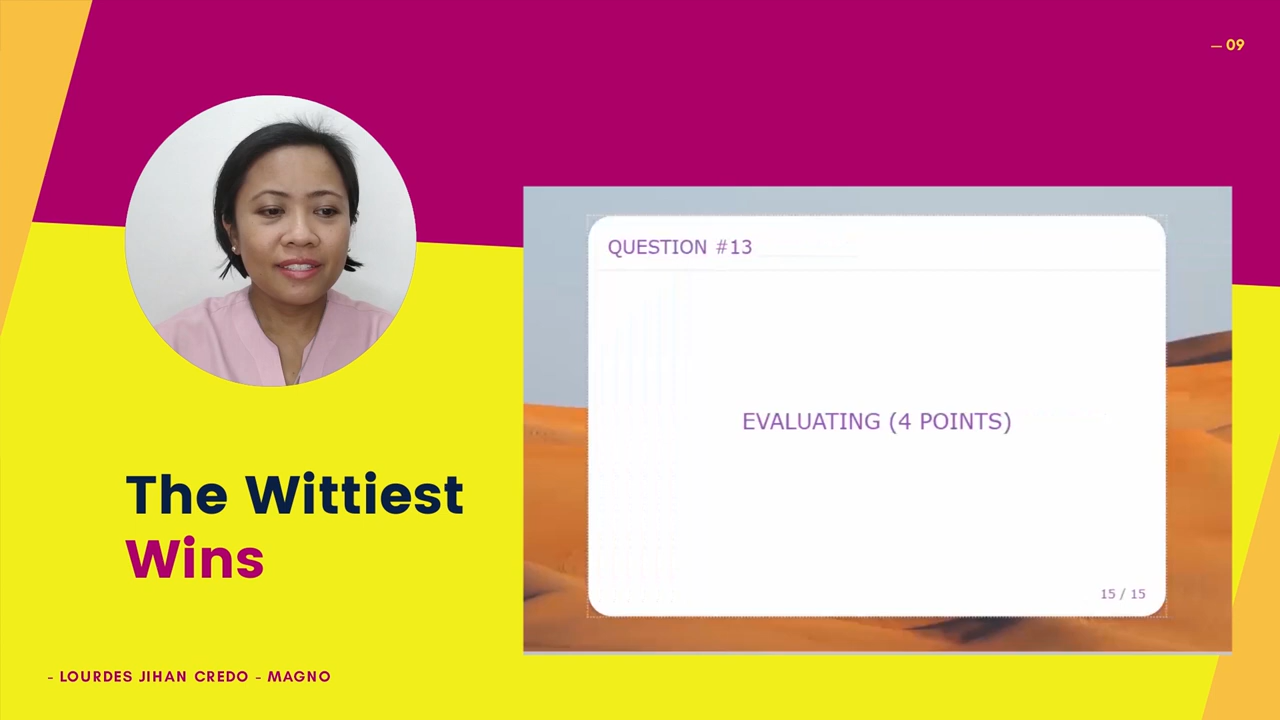 — 09
QUESTION #13
EVALUATING (4 POINTS)
15 / 15
The Wittiest
Wins
- LOURDES JIHAN CREDO - MAGNO